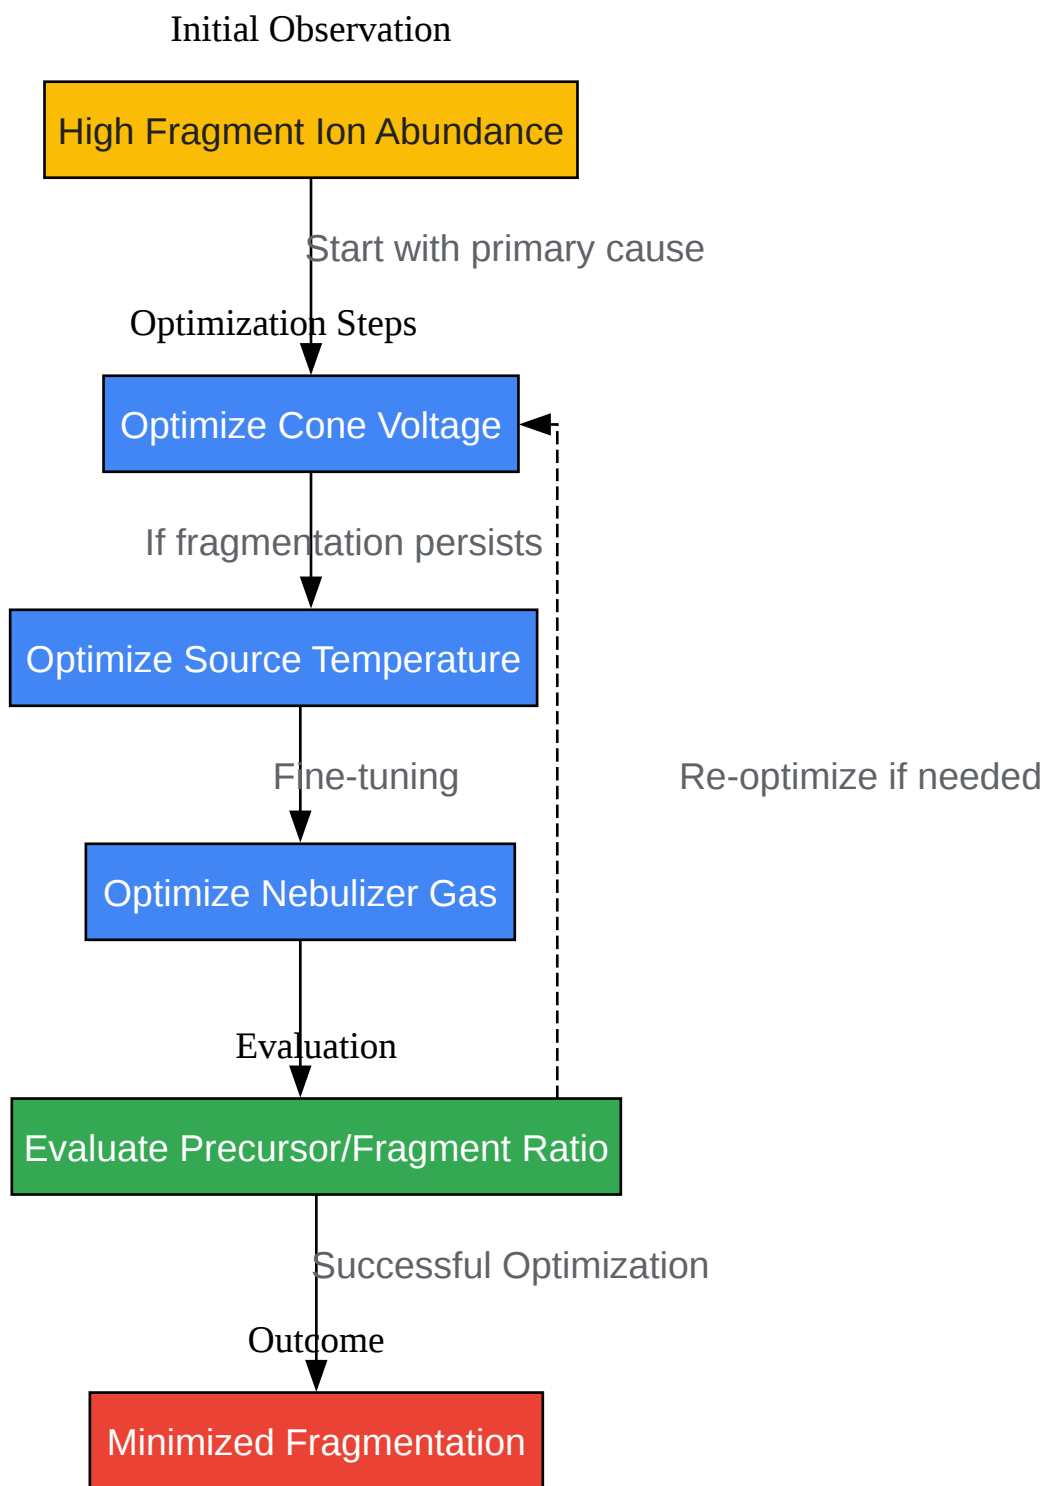 Initial Observation
High Fragment Ion Abundance
Start with primary cause
Optimization Steps
Optimize Cone Voltage
If fragmentation persists
Optimize Source Temperature
Fine-tuning
Re-optimize if needed
Optimize Nebulizer Gas
Evaluation
Evaluate Precursor/Fragment Ratio
Successful Optimization
Outcome
Minimized Fragmentation